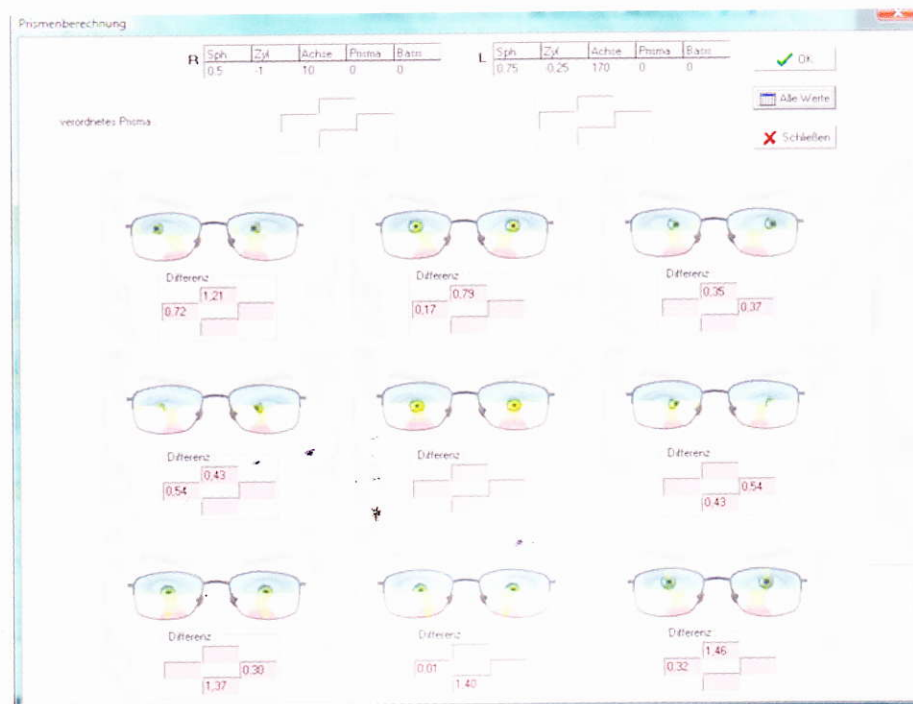 Prismenberechnung
R Sph Zyl Achse Prisma Basis L Sph Zyl Achse Prisma Basis
0.5 -1 10 0 0 0.75 -0.25 170 0 0
OK
Alle Werte
verordnetes Prisma
Schließen
Differenz Differenz Differenz
1,21 0,79 0,35
0,72 0,17 0,37
Differenz Differenz Differenz
0,43
0,54 0,54
0,43
Differenz Differenz Differenz
1,46
0,30 0,01 0,32
1,37 1,40